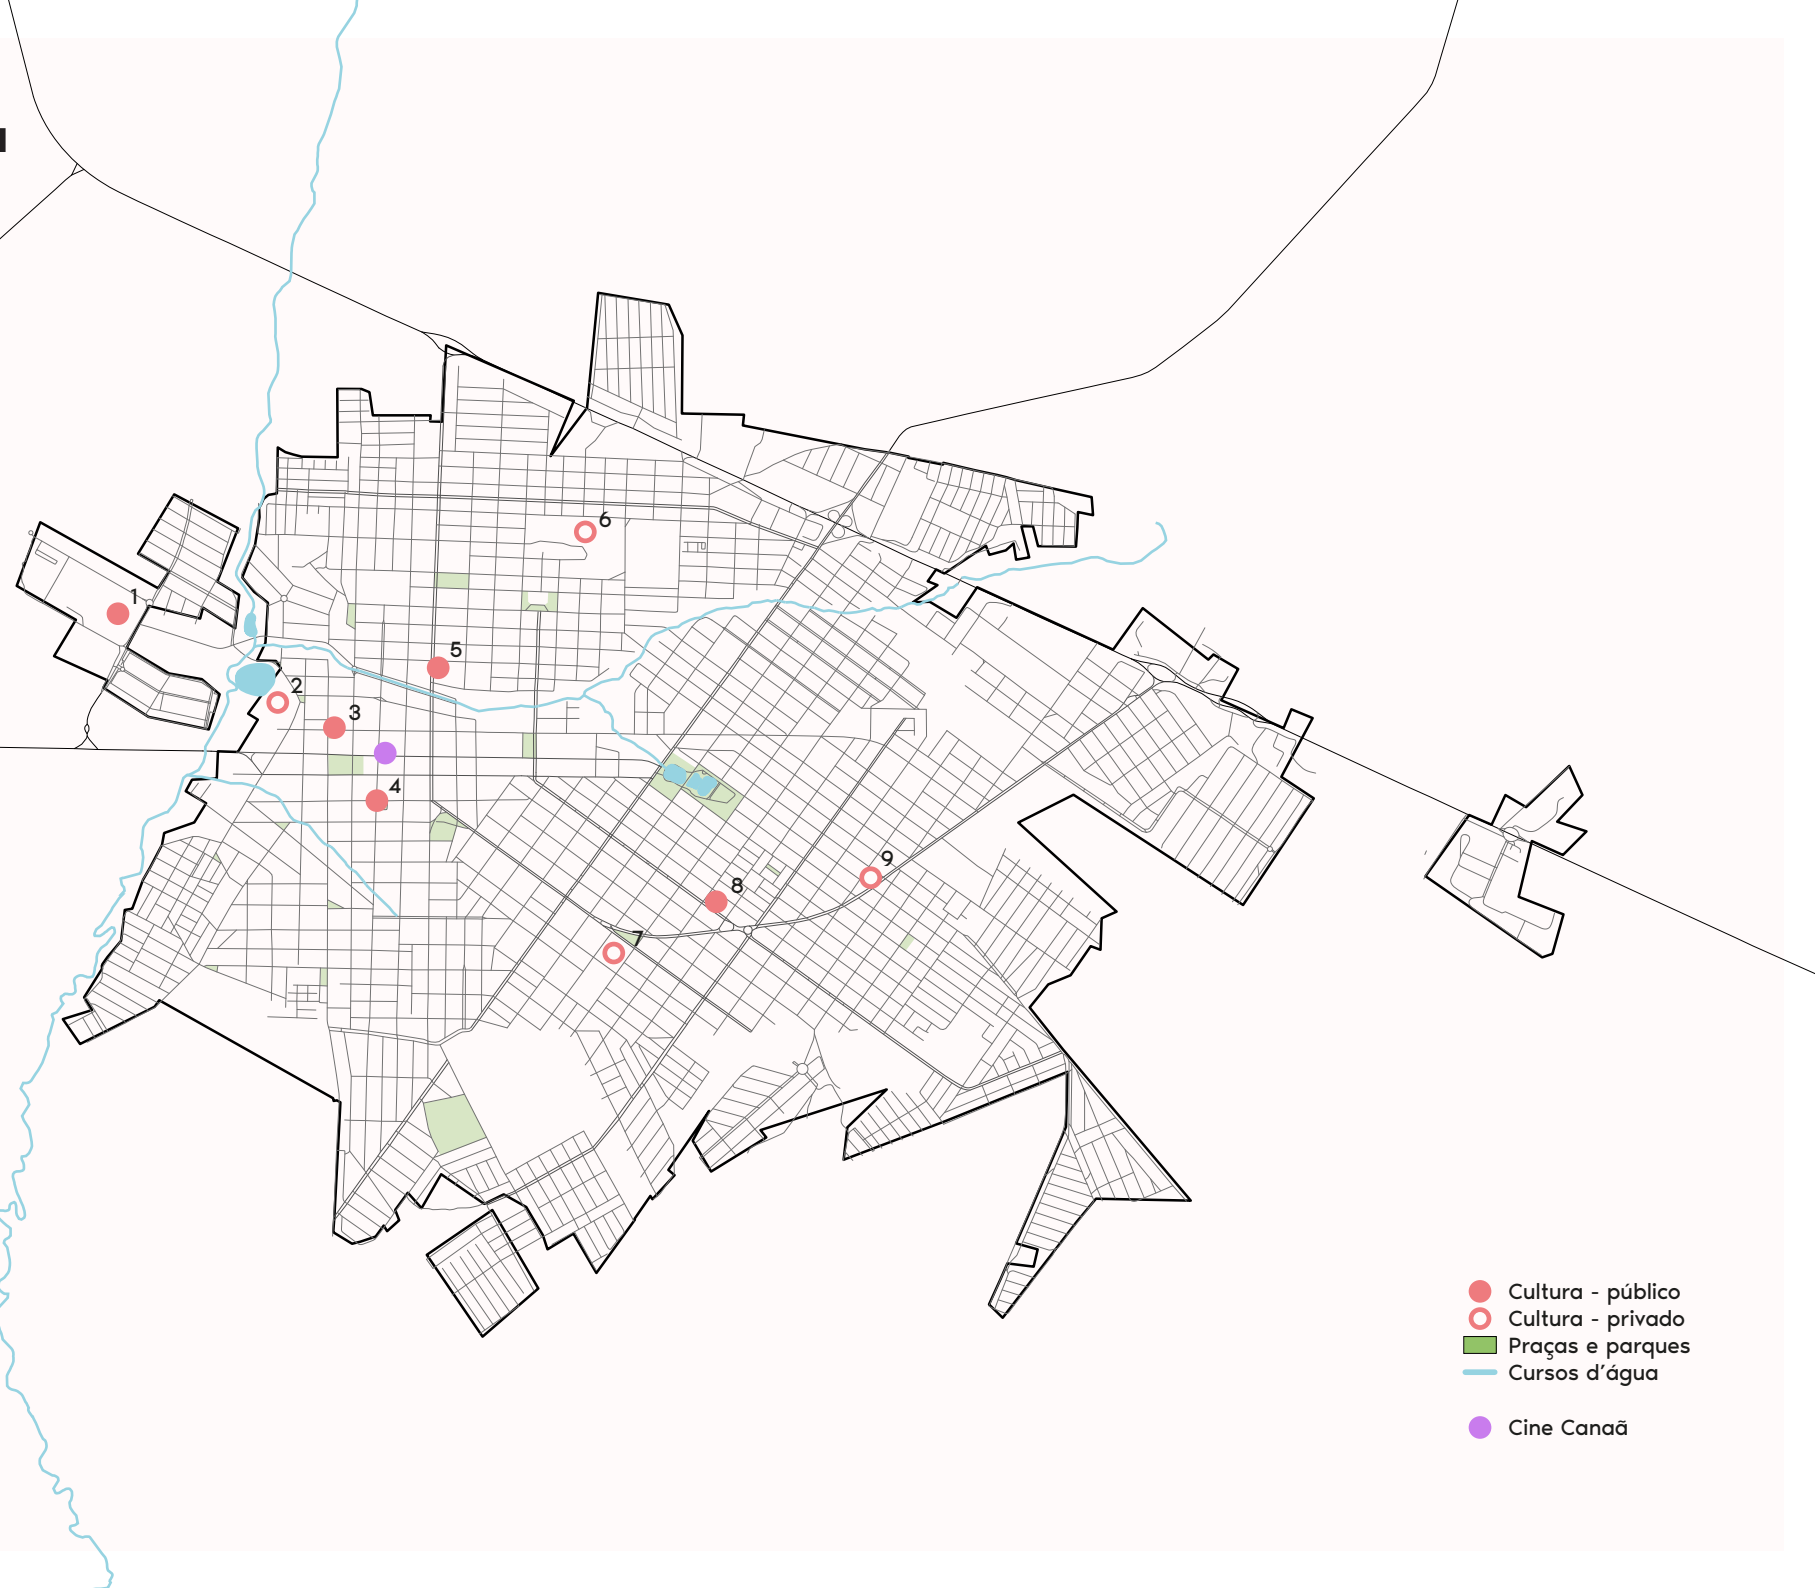 6
1
5
2
3
4
9
8
7
Cultura - público
Cultura - privado
Praças e parques
Cursos d'água
Cine Canaã